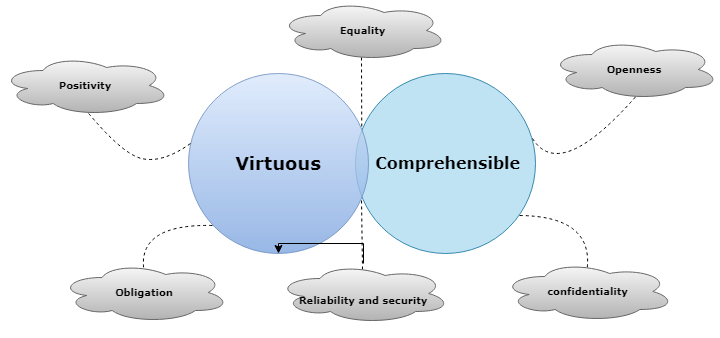 Equality
Positivity
Openness
Virtuous
Comprehensible
Obligation
Reliability and security
confidentiality